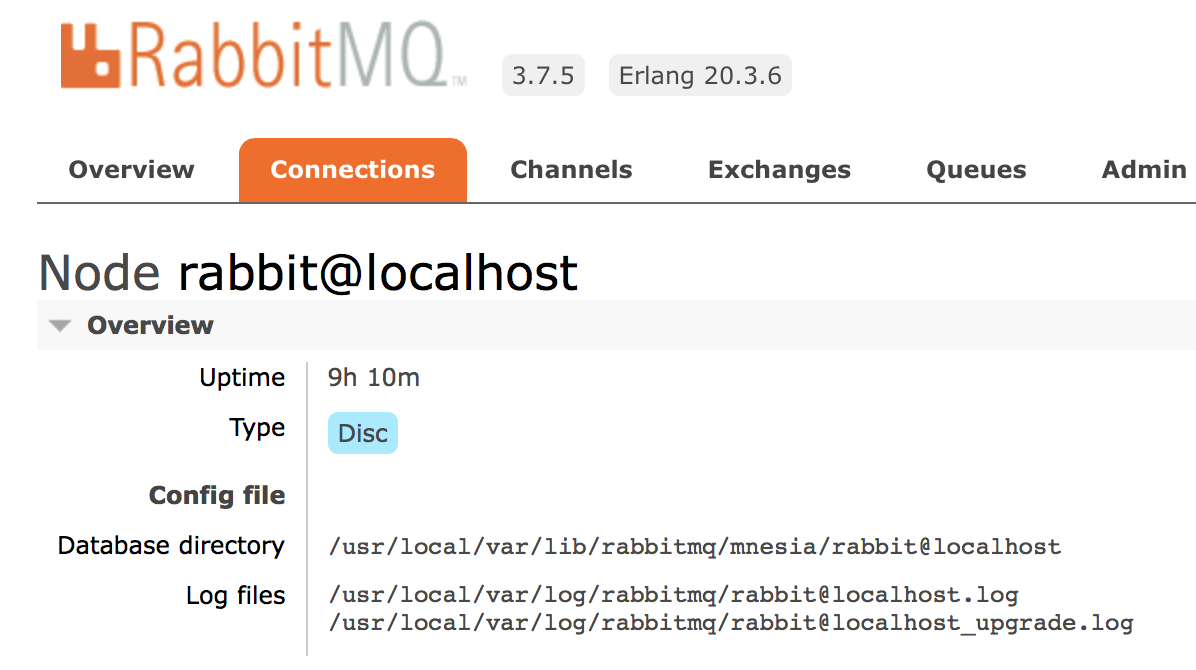 RabbitMQ™ 3.7.5 Erlang 20.3.6
Overview Connections Channels Exchanges Queues Admin
Node rabbit@localhost
Overview
Uptime 9h 10m
Type Disc
Config file
Database directory /usr/local/var/lib/rabbitmq/mnesia/rabbit@localhost
Log files /usr/local/var/log/rabbitmq/rabbit@localhost.log
/usr/local/var/log/rabbitmq/rabbit@localhost_upgrade.log